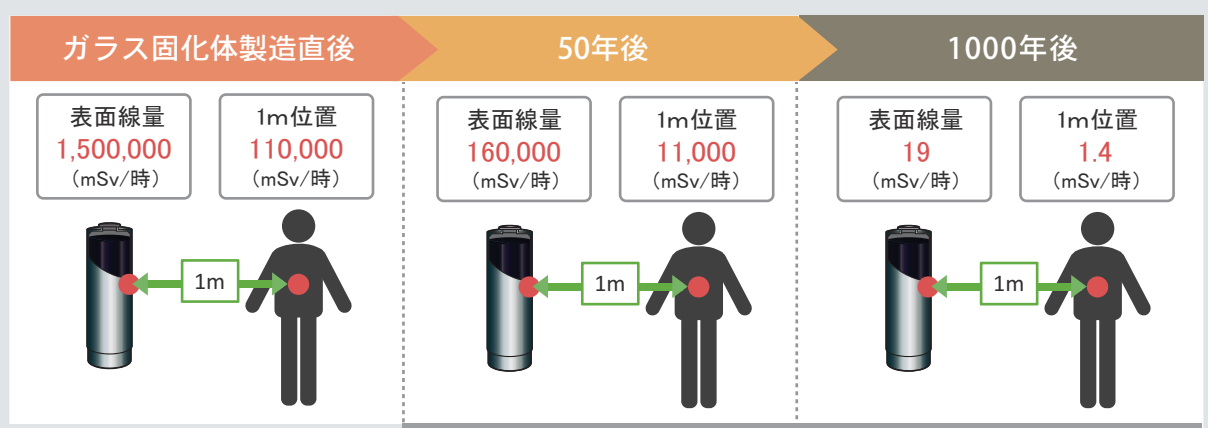 ガラス固化体製造直後
50年後
1000年後
表面線量
1,500,000
（mSv/時）
1m位置
110,000
（mSv/時）
表面線量
160,000
（mSv/時）
1m位置
11,000
（mSv/時）
表面線量
19
（mSv/時）
1m位置
1.4
（mSv/時）
1m
1m
1m